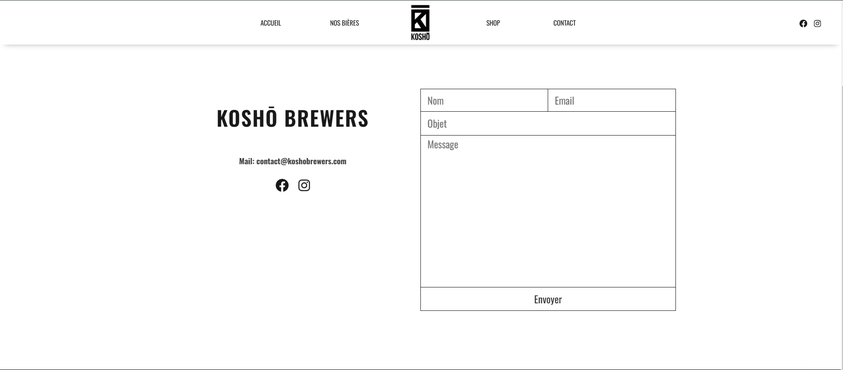 ACCUEIL
NOS BIÈRES
KOSHŌ
SHOP
CONTACT
KOSHŌ BREWERS
Mail: contact@koshobrewers.com
Nom
Email
Objet
Message
Envoyer